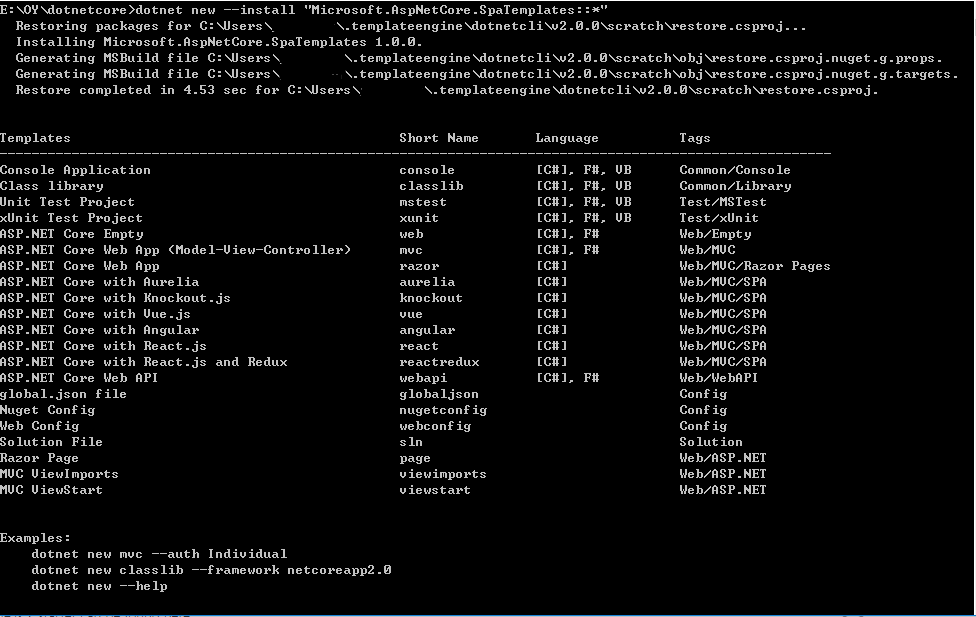 E:\OY\dotnetcore>dotnet new --install "Microsoft.AspNetCore.SpaTemplates::*"
  Restoring packages for C:\Users\        \.templateengine\dotnetcli\v2.0.0\scratch\restore.csproj...
  Installing Microsoft.AspNetCore.SpaTemplates 1.0.0.
  Generating MSBuild file C:\Users\        \.templateengine\dotnetcli\v2.0.0\scratch\obj\restore.csproj.nuget.g.props.
  Generating MSBuild file C:\Users\        \.templateengine\dotnetcli\v2.0.0\scratch\obj\restore.csproj.nuget.g.targets.
  Restore completed in 4.53 sec for C:\Users\        \.templateengine\dotnetcli\v2.0.0\scratch\restore.csproj.
Templates                                         Short Name       Language          Tags
--------------------------------------------------------------------------------------------------------
Console Application                               console          [C#], F#, VB      Common/Console
Class library                                     classlib         [C#], F#, VB      Common/Library
Unit Test Project                                 mstest           [C#], F#, VB      Test/MSTest
xUnit Test Project                                xunit            [C#], F#, VB      Test/xUnit
ASP.NET Core Empty                                web              [C#], F#          Web/Empty
ASP.NET Core Web App (Model-View-Controller)      mvc              [C#], F#          Web/MVC
ASP.NET Core Web App                              razor            [C#]              Web/MVC/Razor Pages
ASP.NET Core with Aurelia                         aurelia          [C#]              Web/MVC/SPA
ASP.NET Core with Knockout.js                     knockout         [C#]              Web/MVC/SPA
ASP.NET Core with Vue.js                          vue              [C#]              Web/MVC/SPA
ASP.NET Core with Angular                         angular          [C#]              Web/MVC/SPA
ASP.NET Core with React.js                        react            [C#]              Web/MVC/SPA
ASP.NET Core with React.js and Redux              reactredux       [C#]              Web/MVC/SPA
ASP.NET Core Web API                              webapi           [C#], F#          Web/WebAPI
global.json file                                  globaljson                         Config
Nuget Config                                      nugetconfig                        Config
Web Config                                        webconfig                          Config
Solution File                                     sln                                Solution
Razor Page                                        page                               Web/ASP.NET
MVC ViewImports                                   viewimports                        Web/ASP.NET
MVC ViewStart                                     viewstart                          Web/ASP.NET
Examples:
    dotnet new mvc --auth Individual
    dotnet new classlib --framework netcoreapp2.0
    dotnet new --help